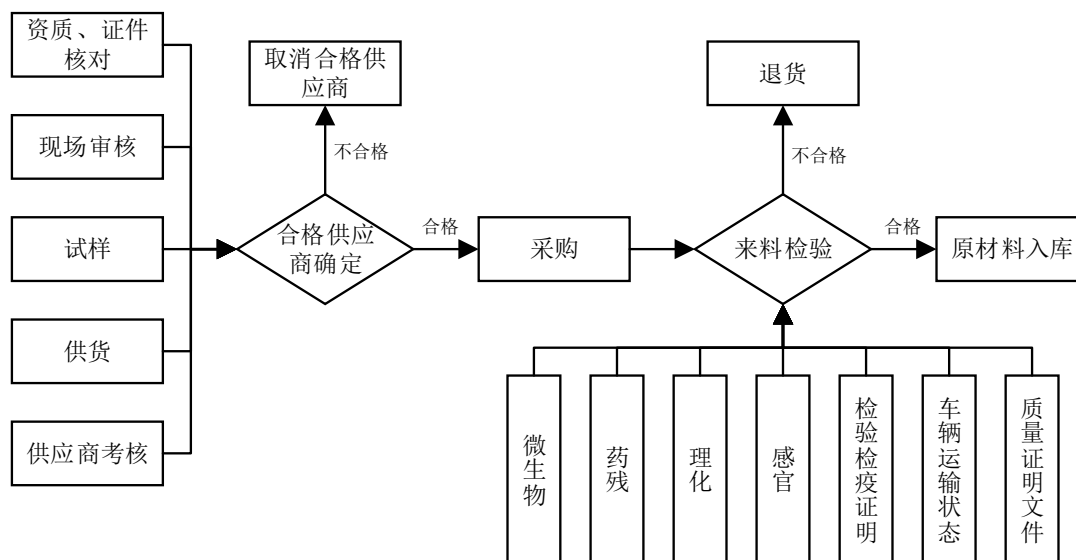 资质、证件
核对
现场审核
试样
供货
供应商考核
取消合格供
应商
不合格
合格供应
商确定
合格
采购
退货
不合格
来料检验
合格
原材料入库
微生物
药残
理化
感官
检验检疫证明
车辆运输状态
质量证明文件